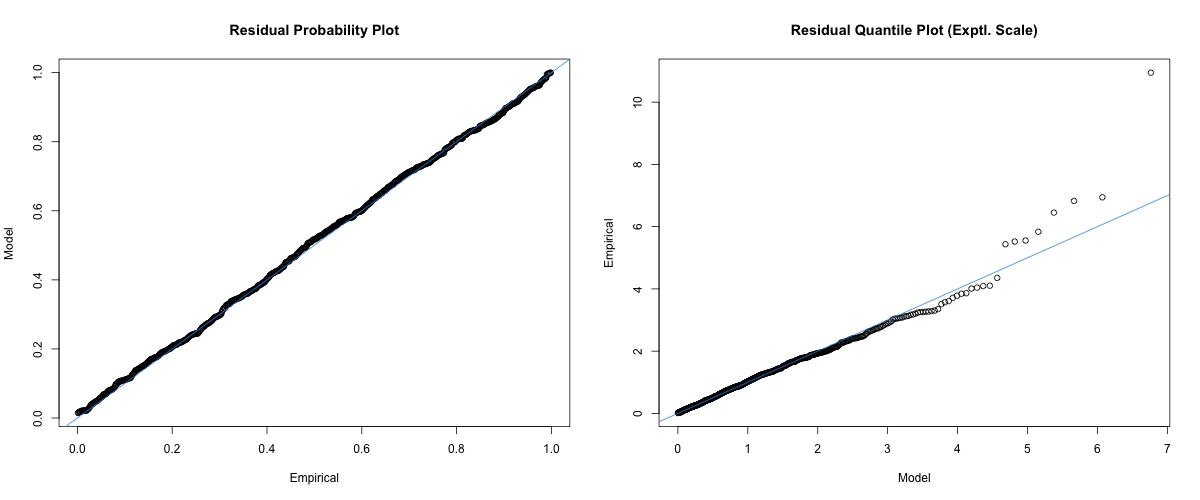 Residual Probability Plot
Model
0.0 0.2 0.4 0.6 0.8 1.0
0.0 0.2 0.4 0.6 0.8 1.0
Empirical
Residual Quantile Plot (Exptl. Scale)
Empirical
0 2 4 6 8 10
0 1 2 3 4 5 6 7
Model